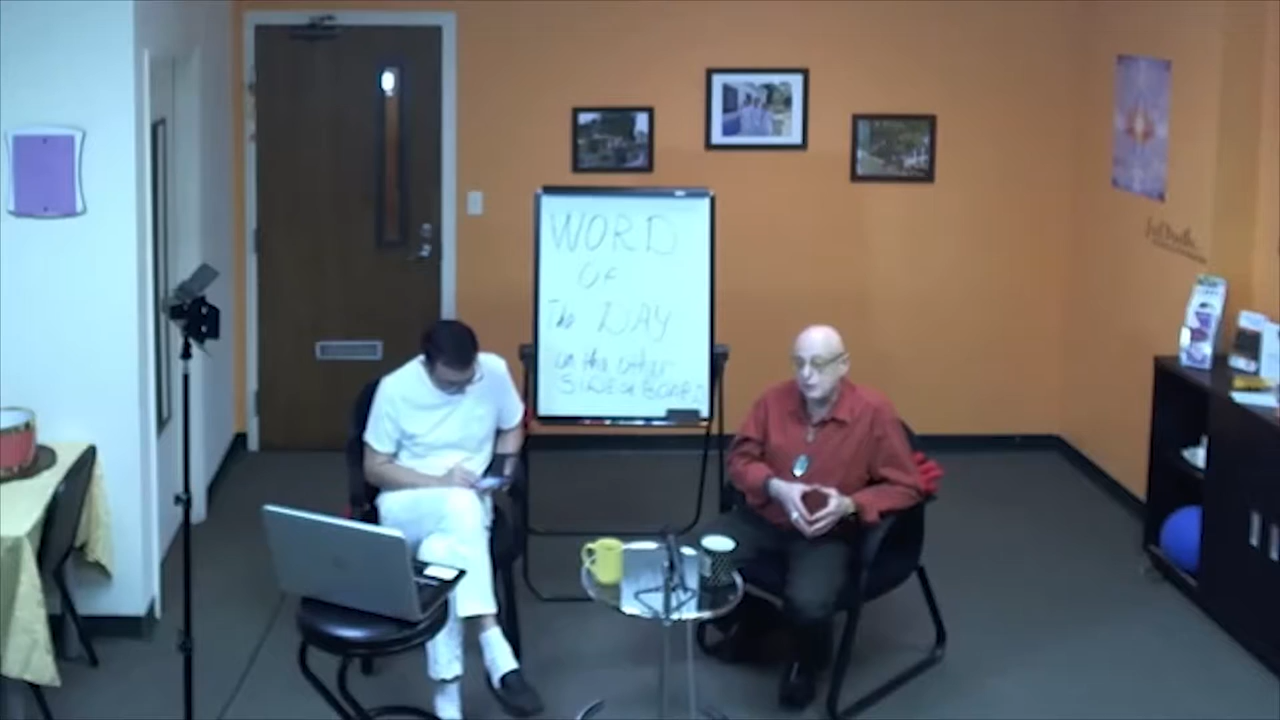 WORD
OF
The DAY
on the other
SIDE of BOARD